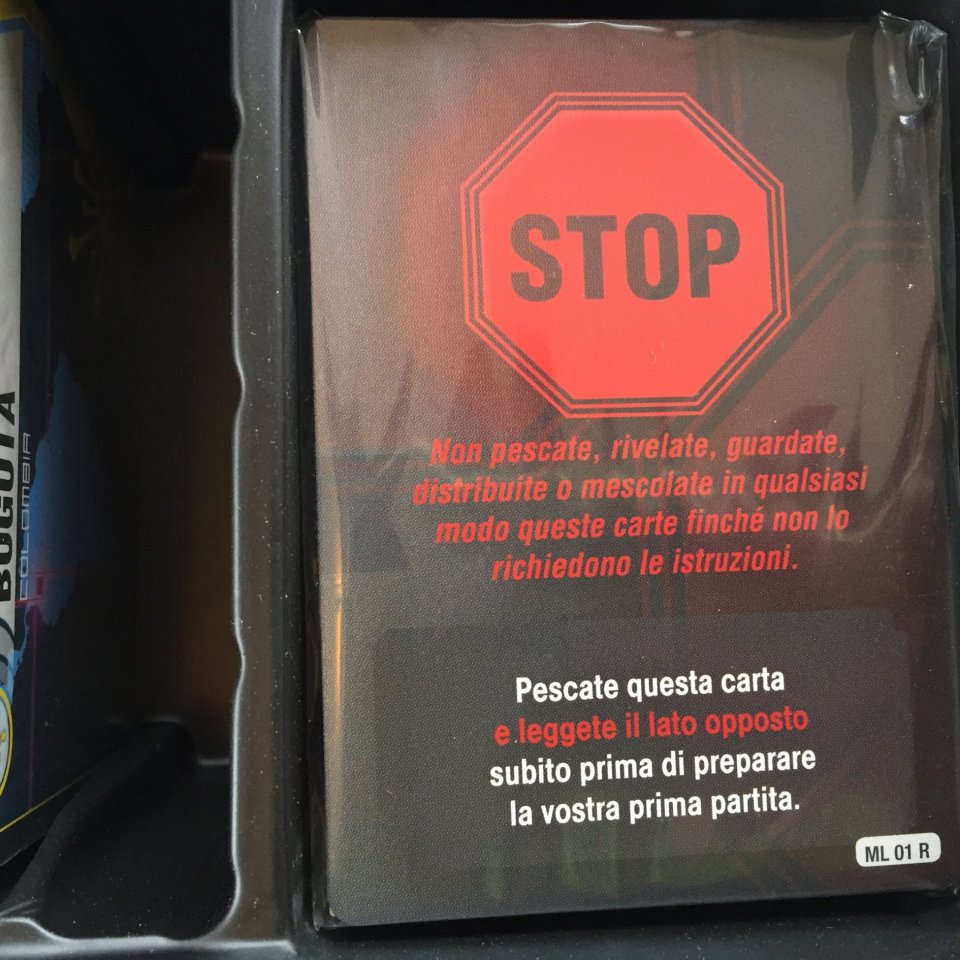 STOP
Non pescate, rivelate, guardate,
distribuite o mescolate in qualsiasi
modo queste carte finché non lo
richiedono le istruzioni.
Pescate questa carta
e leggete il lato opposto
subito prima di preparare
la vostra prima partita.
ML 01 R
BOGOTÁ
COLOMBIA